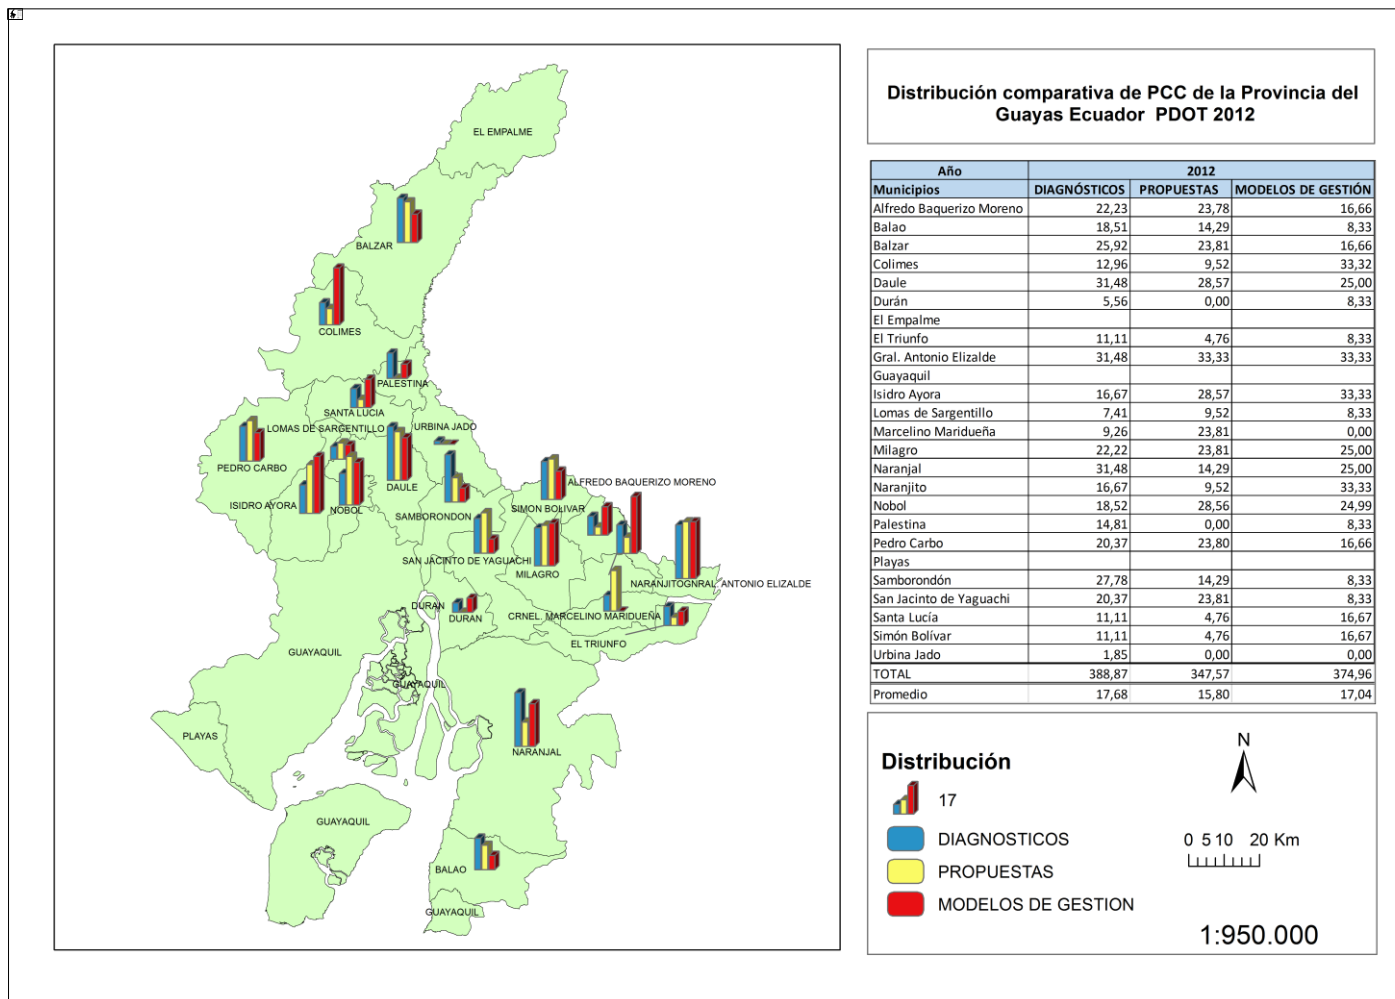 EL EMPALME
BALZAR
COLIMES
PALESTINA
SANTA LUCIA
LOMAS DE SARGENTILLO
URBINA JADO
PEDRO CARBO
DAULE
ISIDRO AYORA
NOBOL
SAMBORONDON
ALFREDO BAQUERIZO MORENO
SIMON BOLIVAR
SAN JACINTO DE YAGUACHI
MILAGRO
NARANJITOGNRAL. ANTONIO ELIZALDE
DURAN
DURAN
CRNEL. MARCELINO MARIDUEÑA
EL TRIUNFO
GUAYAQUIL
GUAYAQUIL
PLAYAS
NARANJAL
GUAYAQUIL
BALAO
GUAYAQUIL
Distribución comparativa de PCC de la Provincia del
Guayas Ecuador PDOT 2012
Año 2012
Municipios DIAGNÓSTICOS PROPUESTAS MODELOS DE GESTIÓN
Alfredo Baquerizo Moreno 22,23 23,78 16,66
Balao 18,51 14,29 8,33
Balzar 25,92 23,81 16,66
Colimes 12,96 9,52 33,32
Daule 31,48 28,57 25,00
Durán 5,56 0,00 8,33
El Empalme
El Triunfo 11,11 4,76 8,33
Gral. Antonio Elizalde 31,48 33,33 33,33
Guayaquil
Isidro Ayora 16,67 28,57 33,33
Lomas de Sargentillo 7,41 9,52 8,33
Marcelino Maridueña 9,26 23,81 0,00
Milagro 22,22 23,81 25,00
Naranjal 31,48 14,29 25,00
Naranjito 16,67 9,52 33,33
Nobol 18,52 28,56 24,99
Palestina 14,81 0,00 8,33
Pedro Carbo 20,37 23,80 16,66
Playas
Samborondón 27,78 14,29 8,33
San Jacinto de Yaguachi 20,37 23,81 8,33
Santa Lucía 11,11 4,76 16,67
Simón Bolívar 11,11 4,76 16,67
Urbina Jado 1,85 0,00 0,00
TOTAL 388,87 347,57 374,96
Promedio 17,68 15,80 17,04
Distribución
17
DIAGNOSTICOS
PROPUESTAS
MODELOS DE GESTION
N
0 5 10 20 Km
1:950.000